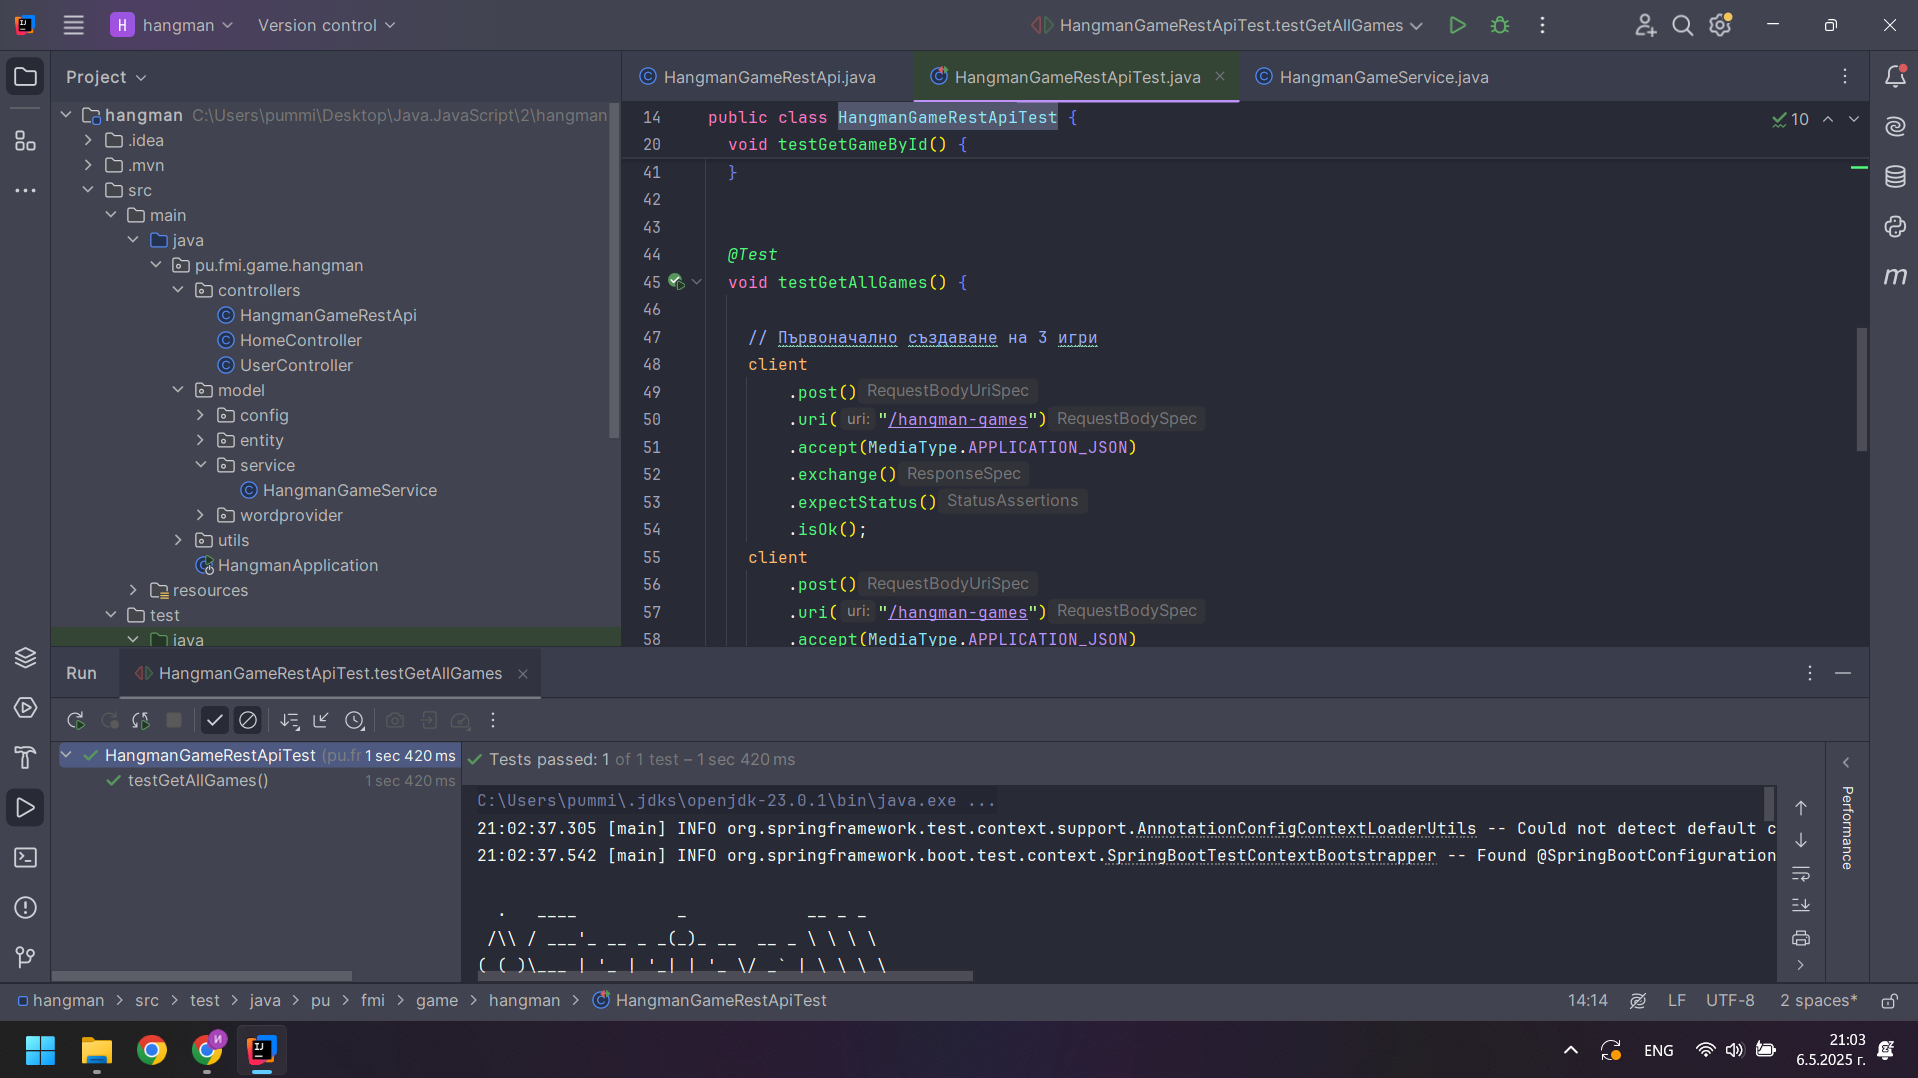 H hangman Version control HangmanGameRestApiTest.testGetAllGames
Project
HangmanGameRestApi.java HangmanGameRestApiTest.java HangmanGameService.java
hangman C:\Users\pummi\Desktop\Java.JavaScript\2\hangman
.idea
.mvn
src
main
java
pu.fmi.game.hangman
controllers
HangmanGameRestApi
HomeController
UserController
model
config
entity
service
HangmanGameService
wordprovider
utils
HangmanApplication
resources
test
java
14 public class HangmanGameRestApiTest {
10
20 void testGetGameById() {
41 }
42
43
44 @Test
45 void testGetAllGames() {
46
47 // Първоначално създаване на 3 игри
48 client
49 .post() RequestBodyUriSpec
50 .uri( uri: "/hangman-games") RequestBodySpec
51 .accept(MediaType.APPLICATION_JSON)
52 .exchange() ResponseSpec
53 .expectStatus() StatusAssertions
54 .isOk();
55 client
56 .post() RequestBodyUriSpec
57 .uri( uri: "/hangman-games") RequestBodySpec
58 .accept(MediaType.APPLICATION_JSON)
m
Run HangmanGameRestApiTest.testGetAllGames
HangmanGameRestApiTest (pu.fr 1 sec 420 ms
testGetAllGames() 1 sec 420 ms
Tests passed: 1 of 1 test – 1 sec 420 ms
C:\Users\pummi\.jdks\openjdk-23.0.1\bin\java.exe ...
21:02:37.305 [main] INFO org.springframework.test.context.support.AnnotationConfigContextLoaderUtils -- Could not detect default c
21:02:37.542 [main] INFO org.springframework.boot.test.context.SpringBootTestContextBootstrapper -- Found @SpringBootConfiguration
  .   ____          _            __ _ _
 /\\ / ___'_ __ _ _(_)_ __  __ _ \ \ \ \
( ( )\___ | '_ | '_| | '_ \/ _` | \ \ \ \
Performance
hangman > src > test > java > pu > fmi > game > hangman > HangmanGameRestApiTest
14:14 LF UTF-8 2 spaces*
ENG
21:03
6.5.2025 г.